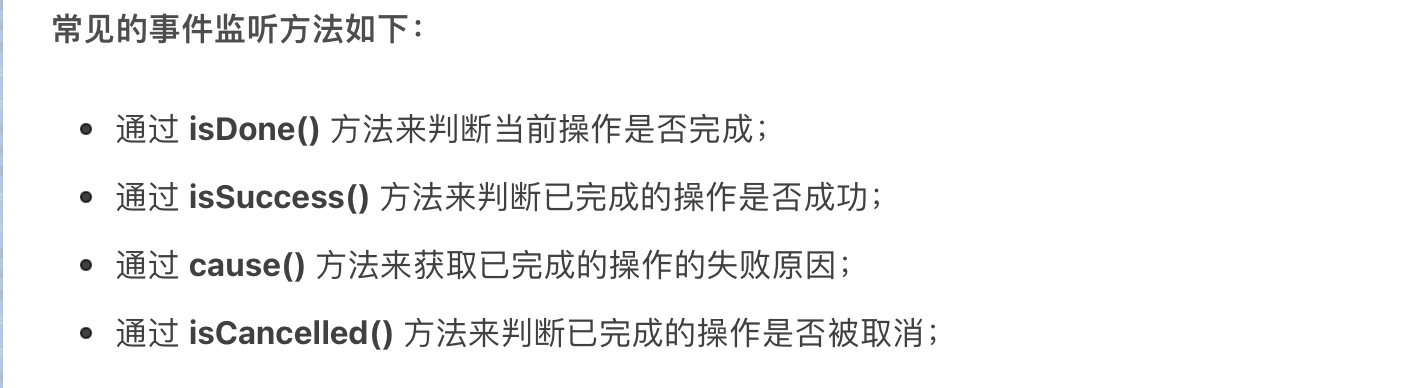 常见的事件监听方法如下：
通过 isDone() 方法来判断当前操作是否完成；
通过 isSuccess() 方法来判断已完成的操作是否成功；
通过 cause() 方法来获取已完成的操作的失败原因；
通过 isCancelled() 方法来判断已完成的操作是否被取消；